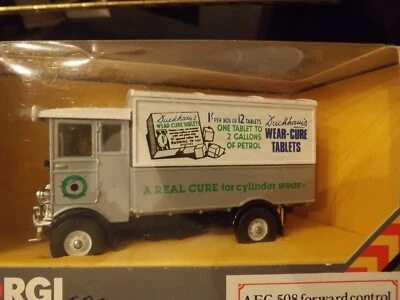 Duckham's
WEAR-CURE TABLETS
1/- PER BOX OF 12 TABLETS
ONE TABLET TO
2 GALLONS
OF PETROL
Duckham's
WEAR-CURE
TABLETS
A REAL CURE for cylinder wear-
ORGI
AEC 508 forward control